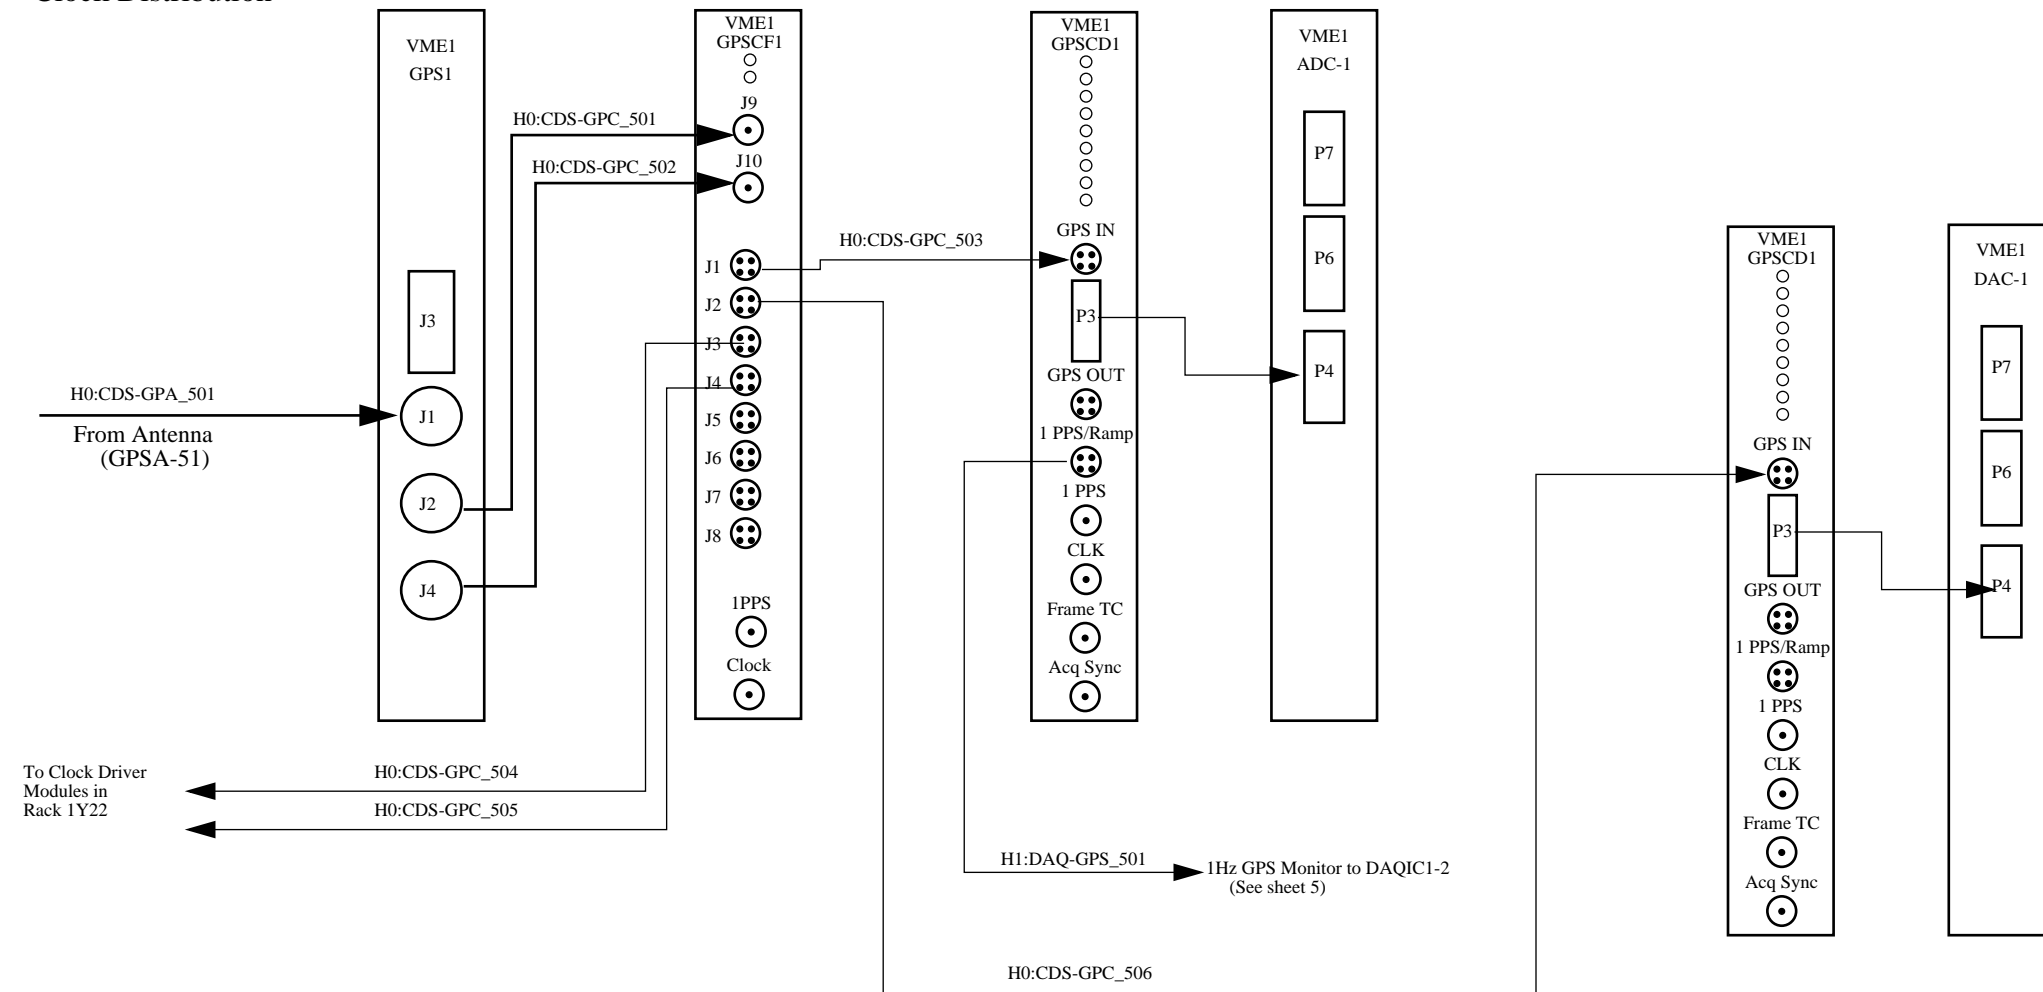 Clock Distribution
VME1
GPS1
J3
J1
J2
J4
H0:CDS-GPA_501
From Antenna
(GPSA-51)
H0:CDS-GPC_501
H0:CDS-GPC_502
VME1
GPSCF1
J9
J10
J1
J2
J3
J4
J5
J6
J7
J8
1PPS
Clock
H0:CDS-GPC_503
VME1
GPSCD1
GPS IN
P3
GPS OUT
1 PPS/Ramp
1 PPS
CLK
Frame TC
Acq Sync
VME1
ADC-1
P7
P6
P4
VME1
GPSCD1
GPS IN
P3
GPS OUT
1 PPS/Ramp
1 PPS
CLK
Frame TC
Acq Sync
VME1
DAC-1
P7
P6
P4
To Clock Driver
Modules in
Rack 1Y22
H0:CDS-GPC_504
H0:CDS-GPC_505
H1:DAQ-GPS_501
1Hz GPS Monitor to DAQIC1-2
(See sheet 5)
H0:CDS-GPC_506